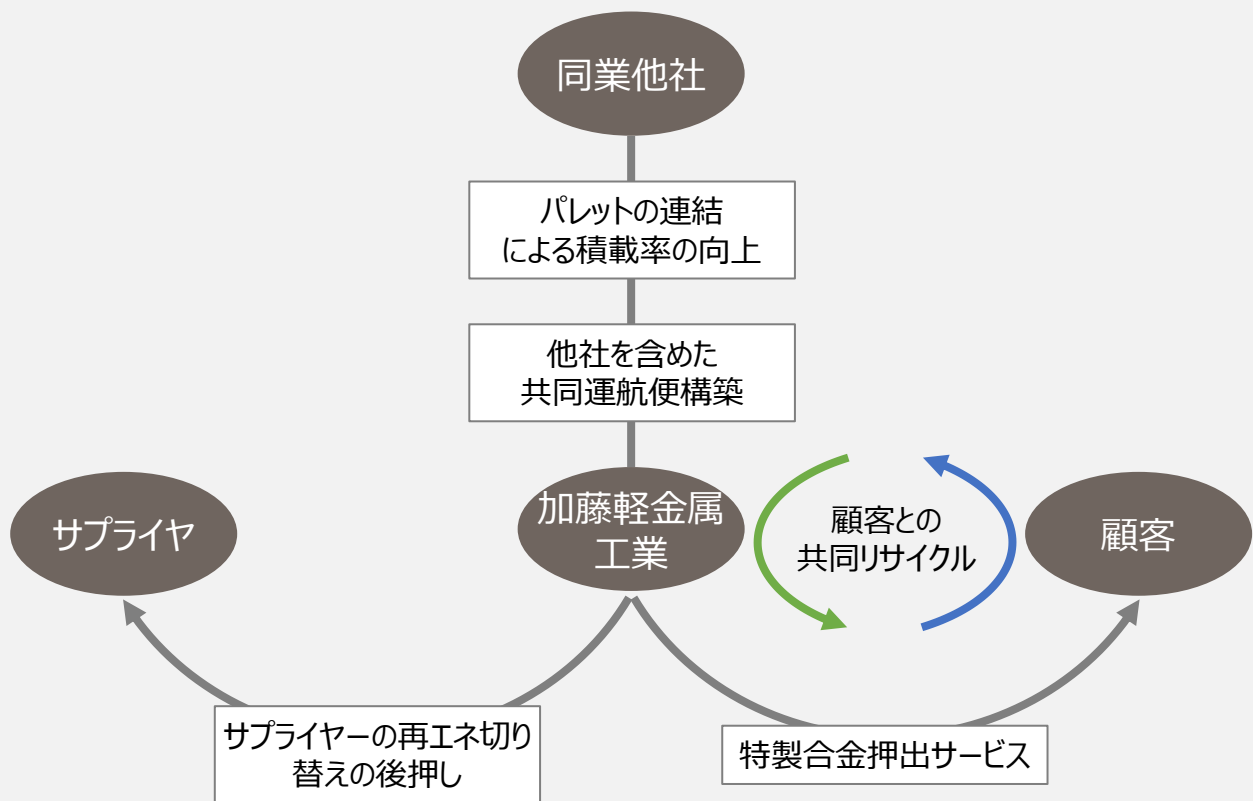 同業他社
パレットの連結
による積載率の向上
他社を含めた
共同運航便構築
サプライヤ
加藤軽金属
工業
顧客との
共同リサイクル
顧客
サプライヤーの再エネ切り
替えの後押し
特製合金押出サービス